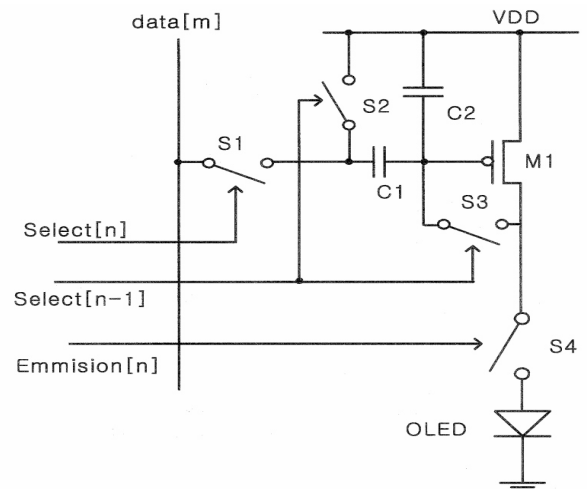 data[m]
VDD
S2
C2
S1
M1
C1
S3
Select[n]
Select[n-1]
S4
Emmision[n]
OLED